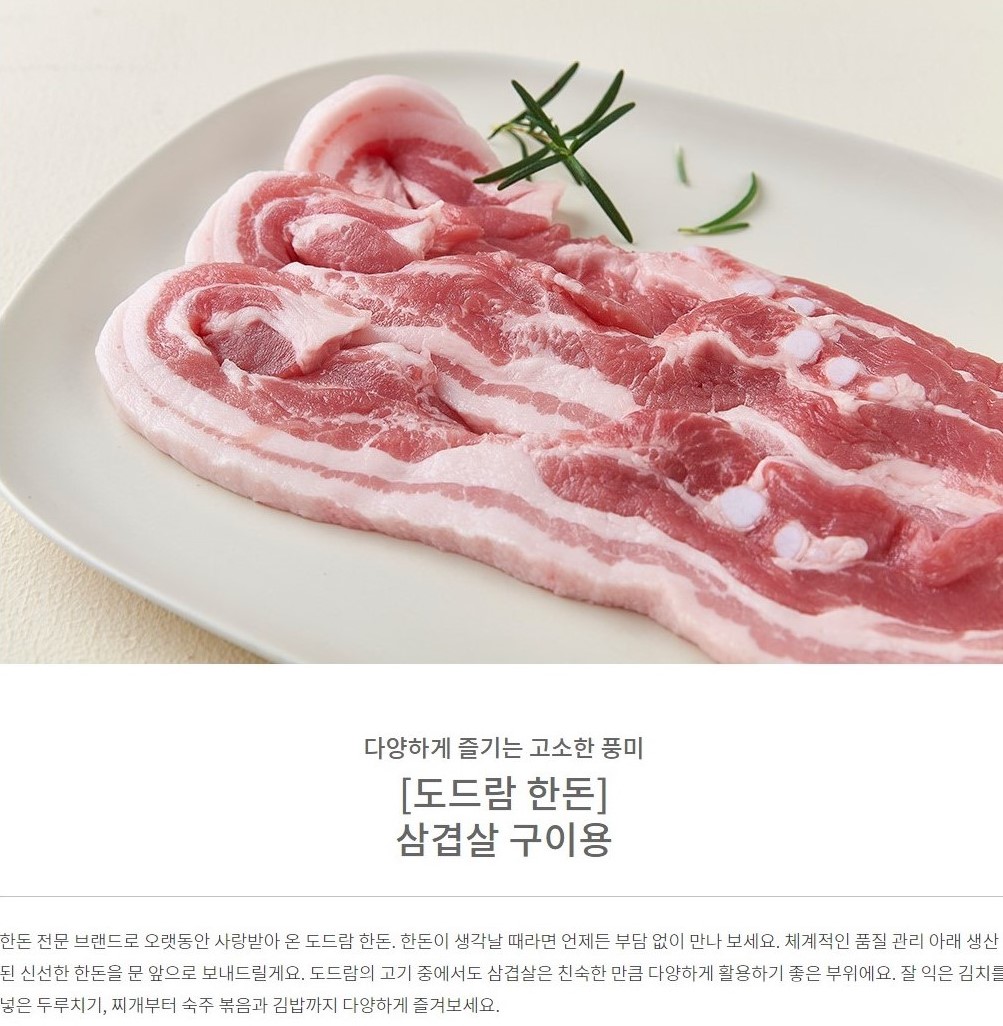 다양하게 즐기는 고소한 풍미
[도드람 한돈]
삼겹살 구이용
한돈 전문 브랜드로 오랫동안 사랑받아 온 도드람 한돈. 한돈이 생각날 때라면 언제든 부담 없이 만나 보세요. 체계적인 품질 관리 아래 생산
된 신선한 한돈을 문 앞으로 보내드릴게요. 도드람의 고기 중에서도 삼겹살은 친숙한 만큼 다양하게 활용하기 좋은 부위에요. 잘 익은 김치를
넣은 두루치기, 찌개부터 숙주 볶음과 김밥까지 다양하게 즐겨보세요.